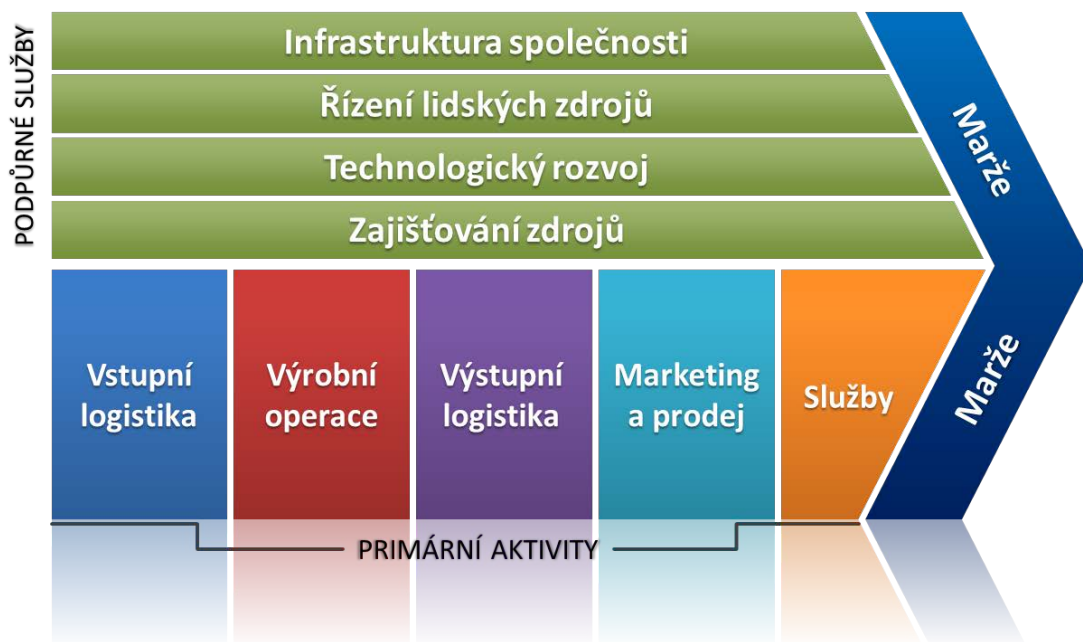 PODPŮRNÉ SLUŽBY
Infrastruktura společnosti
Řízení lidských zdrojů
Technologický rozvoj
Zajišťování zdrojů
Marže
Vstupní
logistika
Výrobní
operace
Výstupní
logistika
Marketing
a prodej
Služby
Marže
PRIMÁRNÍ AKTIVITY